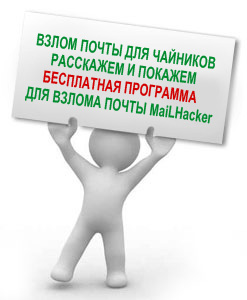 ВЗЛОМ ПОЧТЫ ДЛЯ ЧАЙНИКОВ
РАССКАЖЕМ И ПОКАЖЕМ
БЕСПЛАТНАЯ ПРОГРАММА
ДЛЯ ВЗЛОМА ПОЧТЫ MaiLHacker